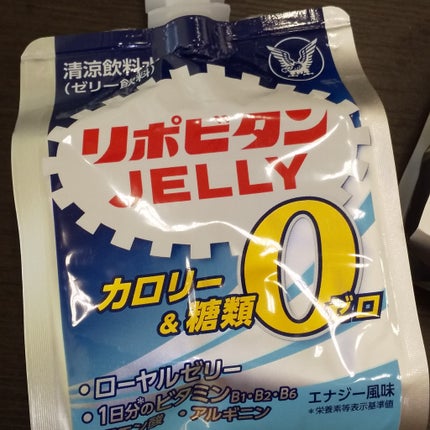 清涼飲料水
(ゼリー飲料)
リポビタン
JELLY
カロリー
&糖類0ゼロ
・ローヤルゼリー
・1日分*のビタミンB1・B2・B6
・アルギニン
エナジー風味
*栄養素等表示基準値